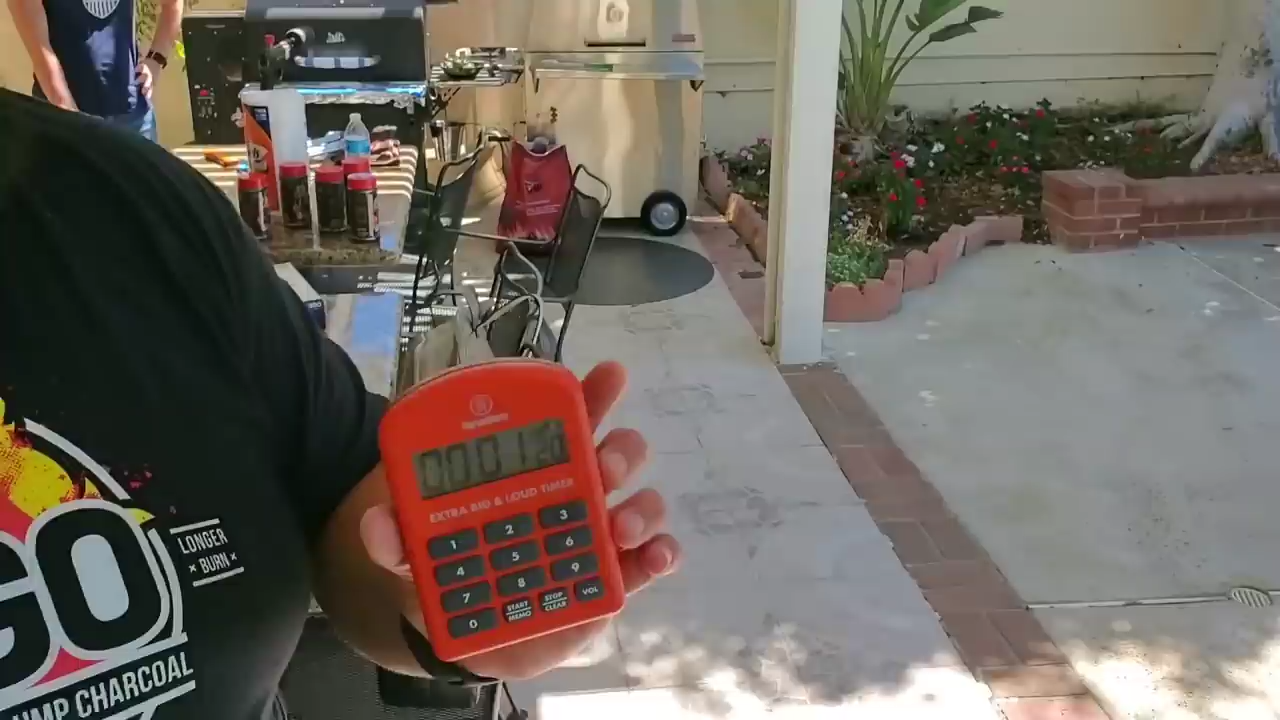 EXTRA BIG & LOUD TIMER
1 2 3
4 5 6
7 8 9
0 START MEMO STOP CLEAR VOL
LONGER
× BURN ×
GO
UMP CHARCOAL